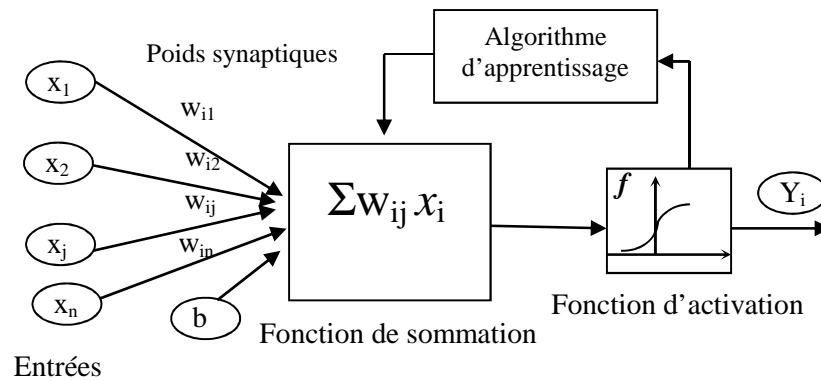 Poids synaptiques
Algorithme
d’apprentissage
x1
wi1
x2
wi2
wij
xj
win
xn
b
Σwij xi
f
Yi
Fonction de sommation
Fonction d’activation
Entrées